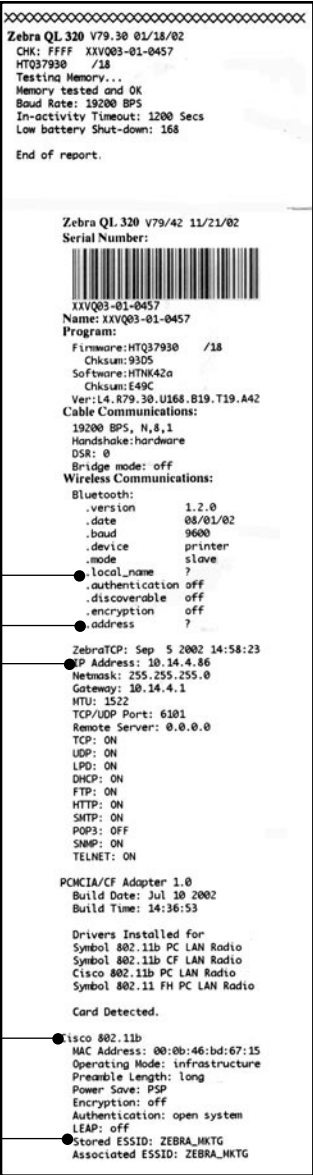 Zebra QL 320 V79.30 01/18/02
CHK: FFFF XXVQ03-01-0457
HTQ37930 /18
Testing Memory...
Memory tested and OK
Baud Rate: 19200 BPS
In-activity Timeout: 1200 Secs
Low battery Shut-down: 168
End of report.
Zebra QL 320 V79/42 11/21/02
Serial Number:
XXVQ03-01-0457
Name: XXVQ03-01-0457
Program:
Firmware:HTQ37930 /18
Chksum:93D5
Software:HTNK42a
Chksum:E49C
Ver:L4.R79.30.U168.B19.T19.A42
Cable Communications:
19200 BPS, N,8,1
Handshake:hardware
DSR: 0
Bridge mode: off
Wireless Communications:
Bluetooth:
.version 1.2.0
.date 08/01/02
.baud 9600
.device printer
.mode slave
.local_name ?
.authentication off
.discoverable off
.encryption off
.address ?
ZebraTCP: Sep 5 2002 14:58:23
IP Address: 10.14.4.86
Netmask: 255.255.255.0
Gateway: 10.14.4.1
MTU: 1522
TCP/UDP Port: 6101
Remote Server: 0.0.0.0
TCP: ON
UDP: ON
LPD: ON
DHCP: ON
FTP: ON
HTTP: ON
SMTP: ON
POP3: OFF
SNMP: ON
TELNET: ON
PCMCIA/CF Adapter 1.0
Build Date: Jul 10 2002
Build Time: 14:36:53
Drivers Installed for
Symbol 802.11b PC LAN Radio
Symbol 802.11b CF LAN Radio
Cisco 802.11b PC LAN Radio
Symbol 802.11 FH PC LAN Radio
Card Detected.
Cisco 802.11b
MAC Address: 00:0b:46:bd:67:15
Operating Mode: infrastructure
Preamble Length: long
Power Save: PSP
Encryption: off
Authentication: open system
LEAP: off
Stored ESSID: ZEBRA_MKTG
Associated ESSID: ZEBRA_MKTG